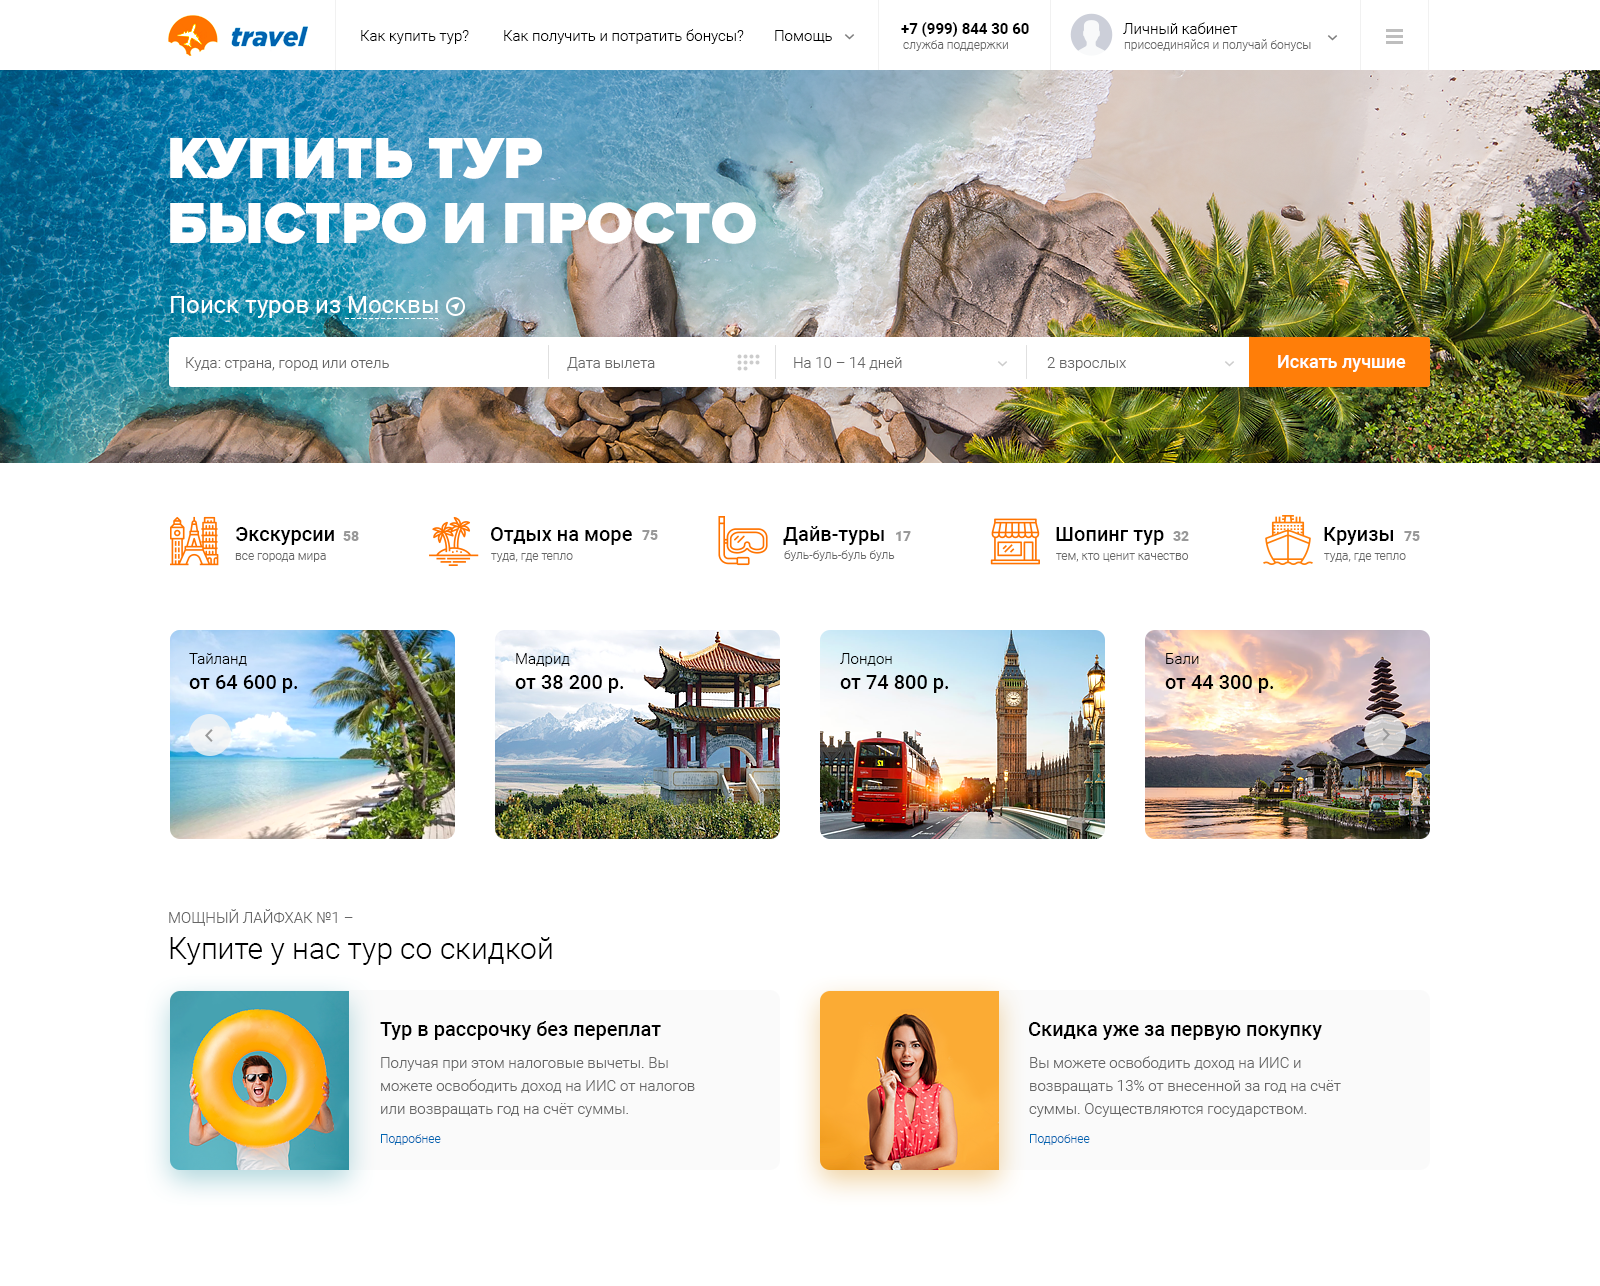 travel
Как купить тур?
Как получить и потратить бонусы?
Помощь
+7 (999) 844 30 60
служба поддержки
Личный кабинет
присоединяйся и получай бонусы
КУПИТЬ ТУР
БЫСТРО И ПРОСТО
Поиск туров из Москвы
Куда: страна, город или отель
Дата вылета
На 10 – 14 дней
2 взрослых
Искать лучшие
Экскурсии 58
все города мира
Отдых на море 75
туда, где тепло
Дайв-туры 17
буль-буль-буль буль
Шопинг тур 32
тем, кто ценит качество
Круизы 75
туда, где тепло
Тайланд
от 64 600 р.
Мадрид
от 38 200 р.
Лондон
от 74 800 р.
Бали
от 44 300 р.
МОЩНЫЙ ЛАЙФХАК №1 –
Купите у нас тур со скидкой
Тур в рассрочку без переплат
Получая при этом налоговые вычеты. Вы
можете освободить доход на ИИС от налогов
или возвращать год на счёт суммы.
Подробнее
Скидка уже за первую покупку
Вы можете освободить доход на ИИС и
возвращать 13% от внесенной за год на счёт
суммы. Осуществляются государством.
Подробнее